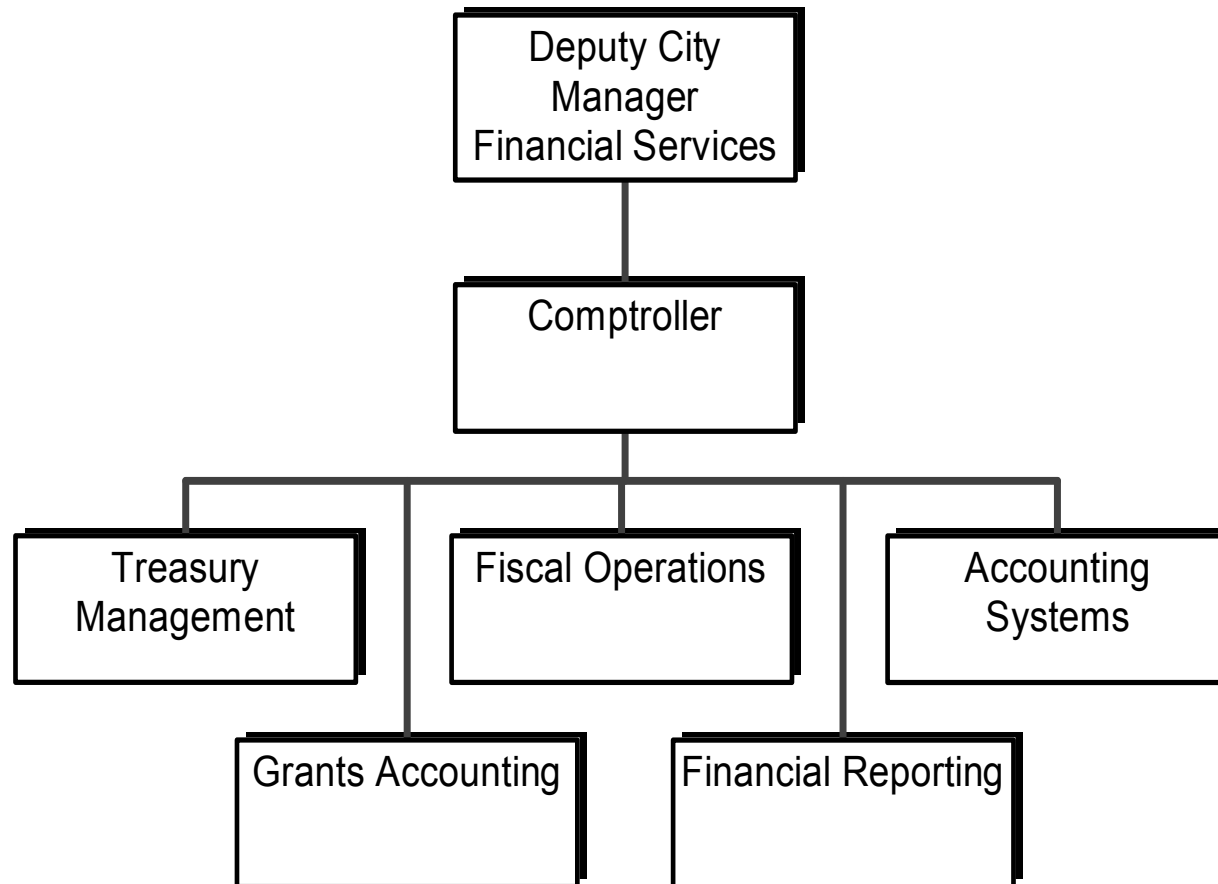 Deputy City
Manager
Financial Services
Comptroller
Treasury
Management
Fiscal Operations
Accounting
Systems
Grants Accounting
Financial Reporting